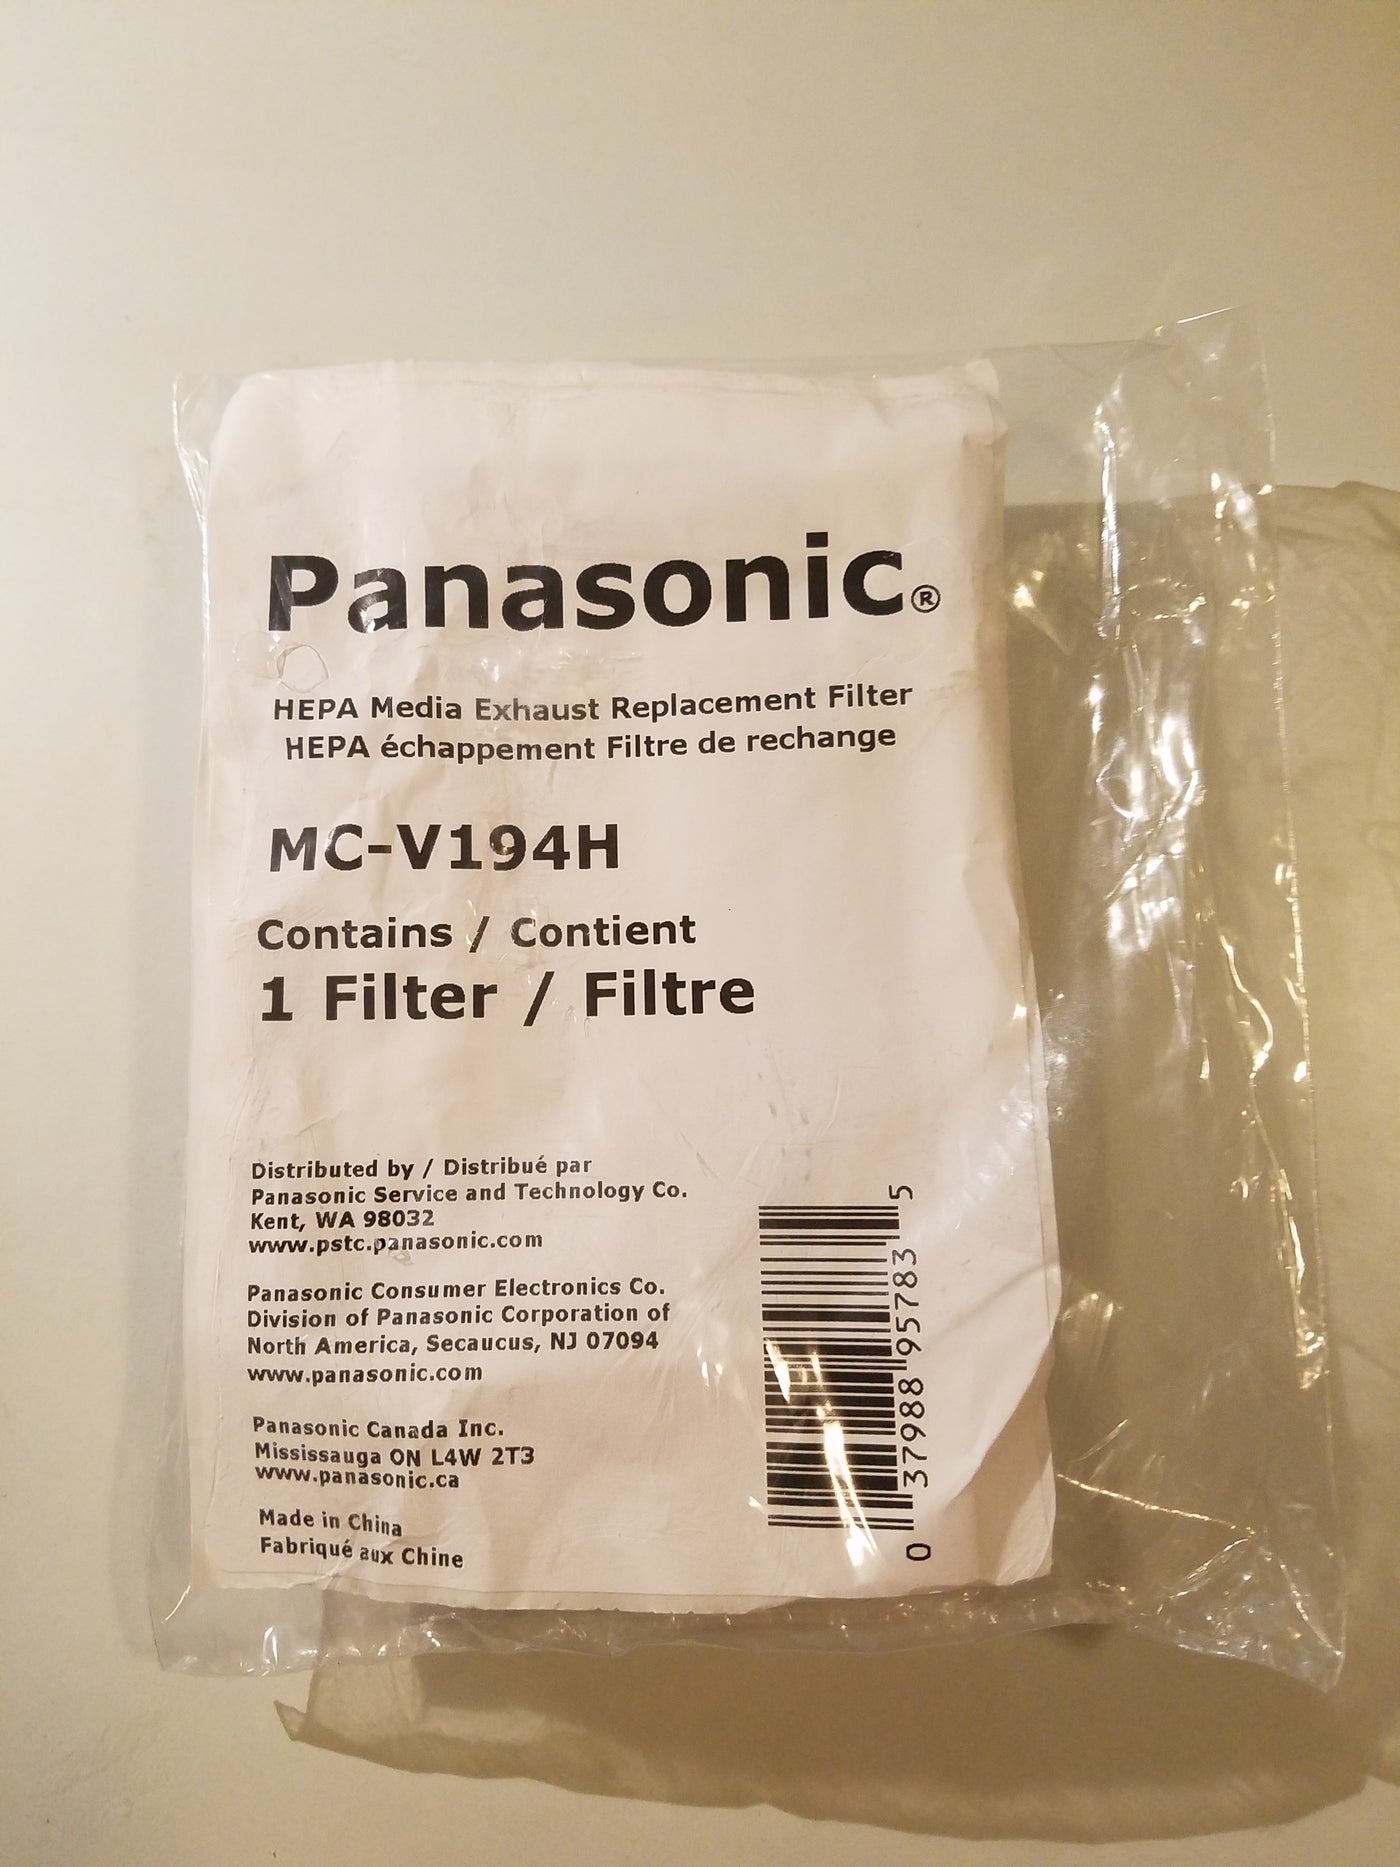 Panasonic®
HEPA Media Exhaust Replacement Filter
HEPA échappement Filtre de rechange
MC-V194H
Contains / Contient
1 Filter / Filtre
Distributed by / Distribué par
Panasonic Service and Technology Co.
Kent, WA 98032
www.pstc.panasonic.com
Panasonic Consumer Electronics Co.
Division of Panasonic Corporation of
North America, Secaucus, NJ 07094
www.panasonic.com
Panasonic Canada Inc.
Mississauga ON L4W 2T3
www.panasonic.ca
Made in China
Fabriqué aux Chine
0 37988 95783 5